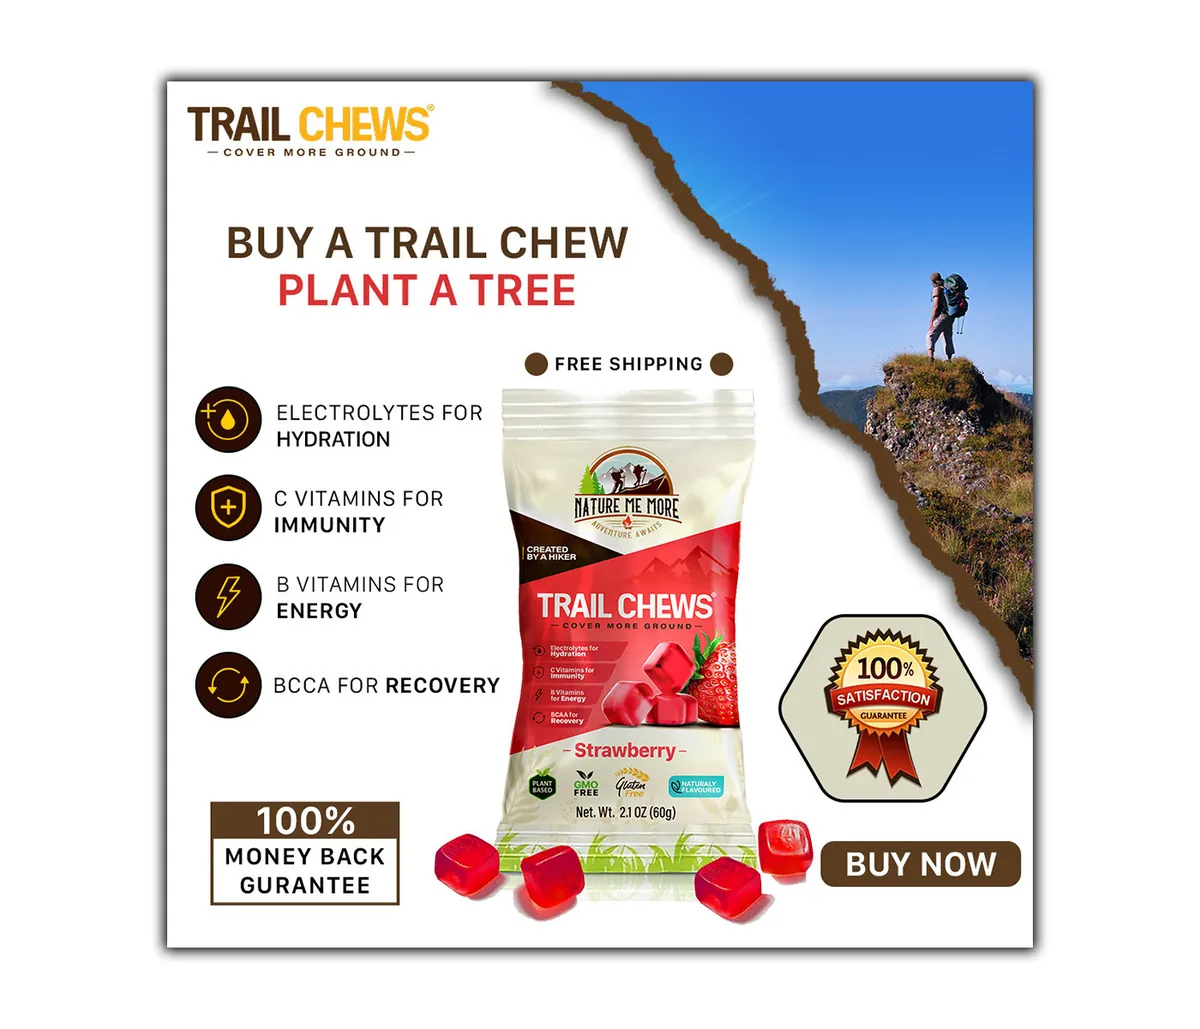 TRAIL CHEWS®
COVER MORE GROUND
BUY A TRAIL CHEW
PLANT A TREE
FREE SHIPPING
ELECTROLYTES FOR
HYDRATION
C VITAMINS FOR
IMMUNITY
B VITAMINS FOR
ENERGY
BCCA FOR RECOVERY
NATURE ME MORE
ADVENTURE AWAITS
CREATED
BY A HIKER
TRAIL CHEWS®
COVER MORE GROUND
Electrolytes for
Hydration
C Vitamins for
Immunity
B Vitamins
for Energy
BCAA for
Recovery
Strawberry
PLANT
BASED
GMO
FREE
Gluten
Free
NATURALY
FLAVOURED
Net. Wt. 2.1 OZ (60g)
100%
SATISFACTION
GUARANTEE
100%
MONEY BACK
GURANTEE
BUY NOW